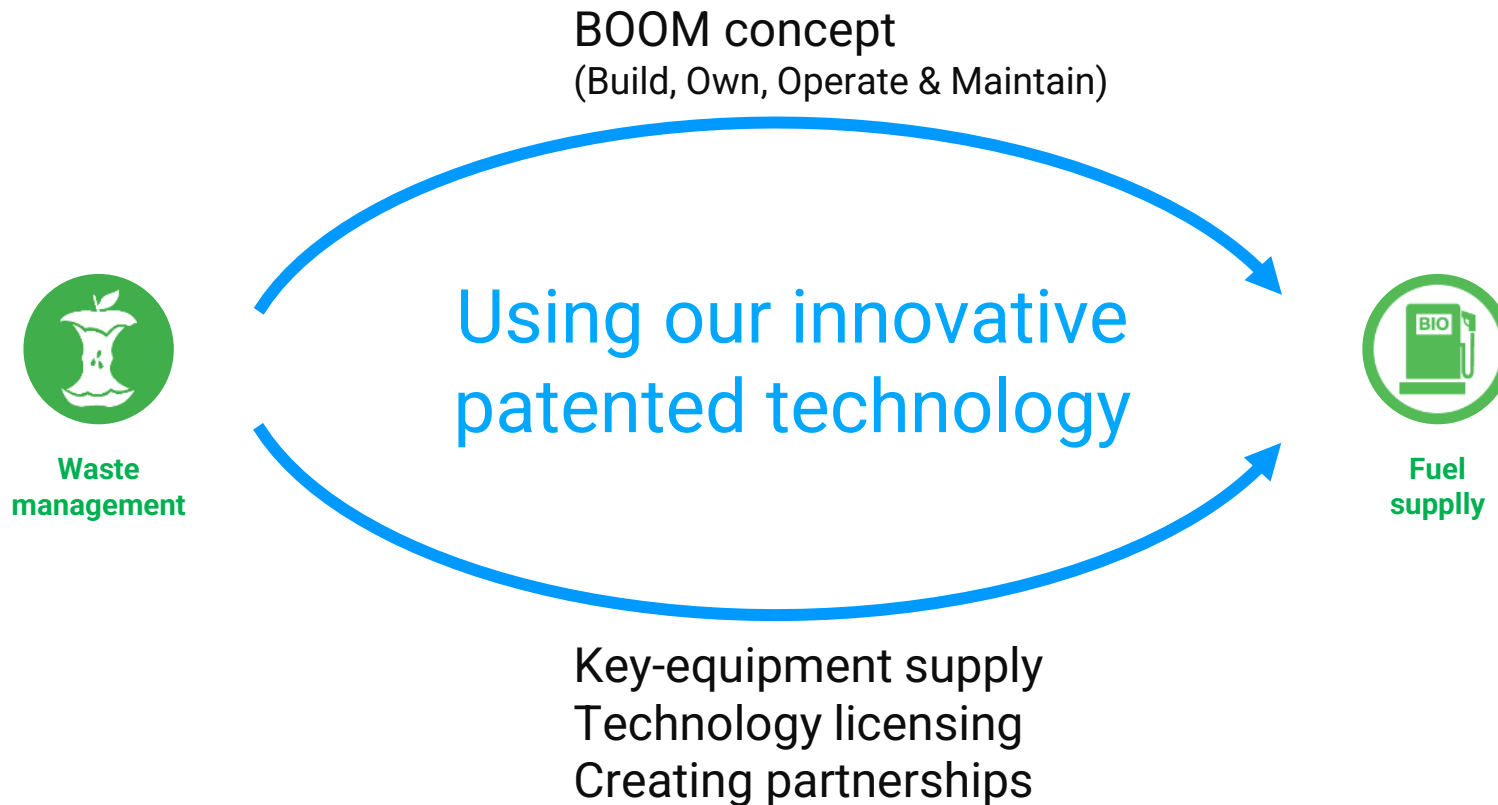 BOOM concept
(Build, Own, Operate & Maintain)
Using our innovative
patented technology
BIO
Waste
management
Fuel
supplly
Key-equipment supply
Technology licensing
Creating partnerships